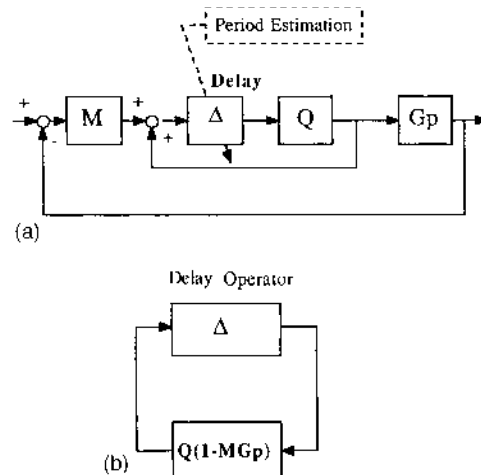 Period Estimation
Delay
+ M + + Δ Q Gp
-
(a)
Delay Operator
Δ
Q(1-MGp)
(b)